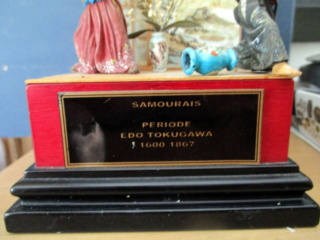 SAMOURAIS
PERIODE
EDO TOKUGAWA
1600 1867